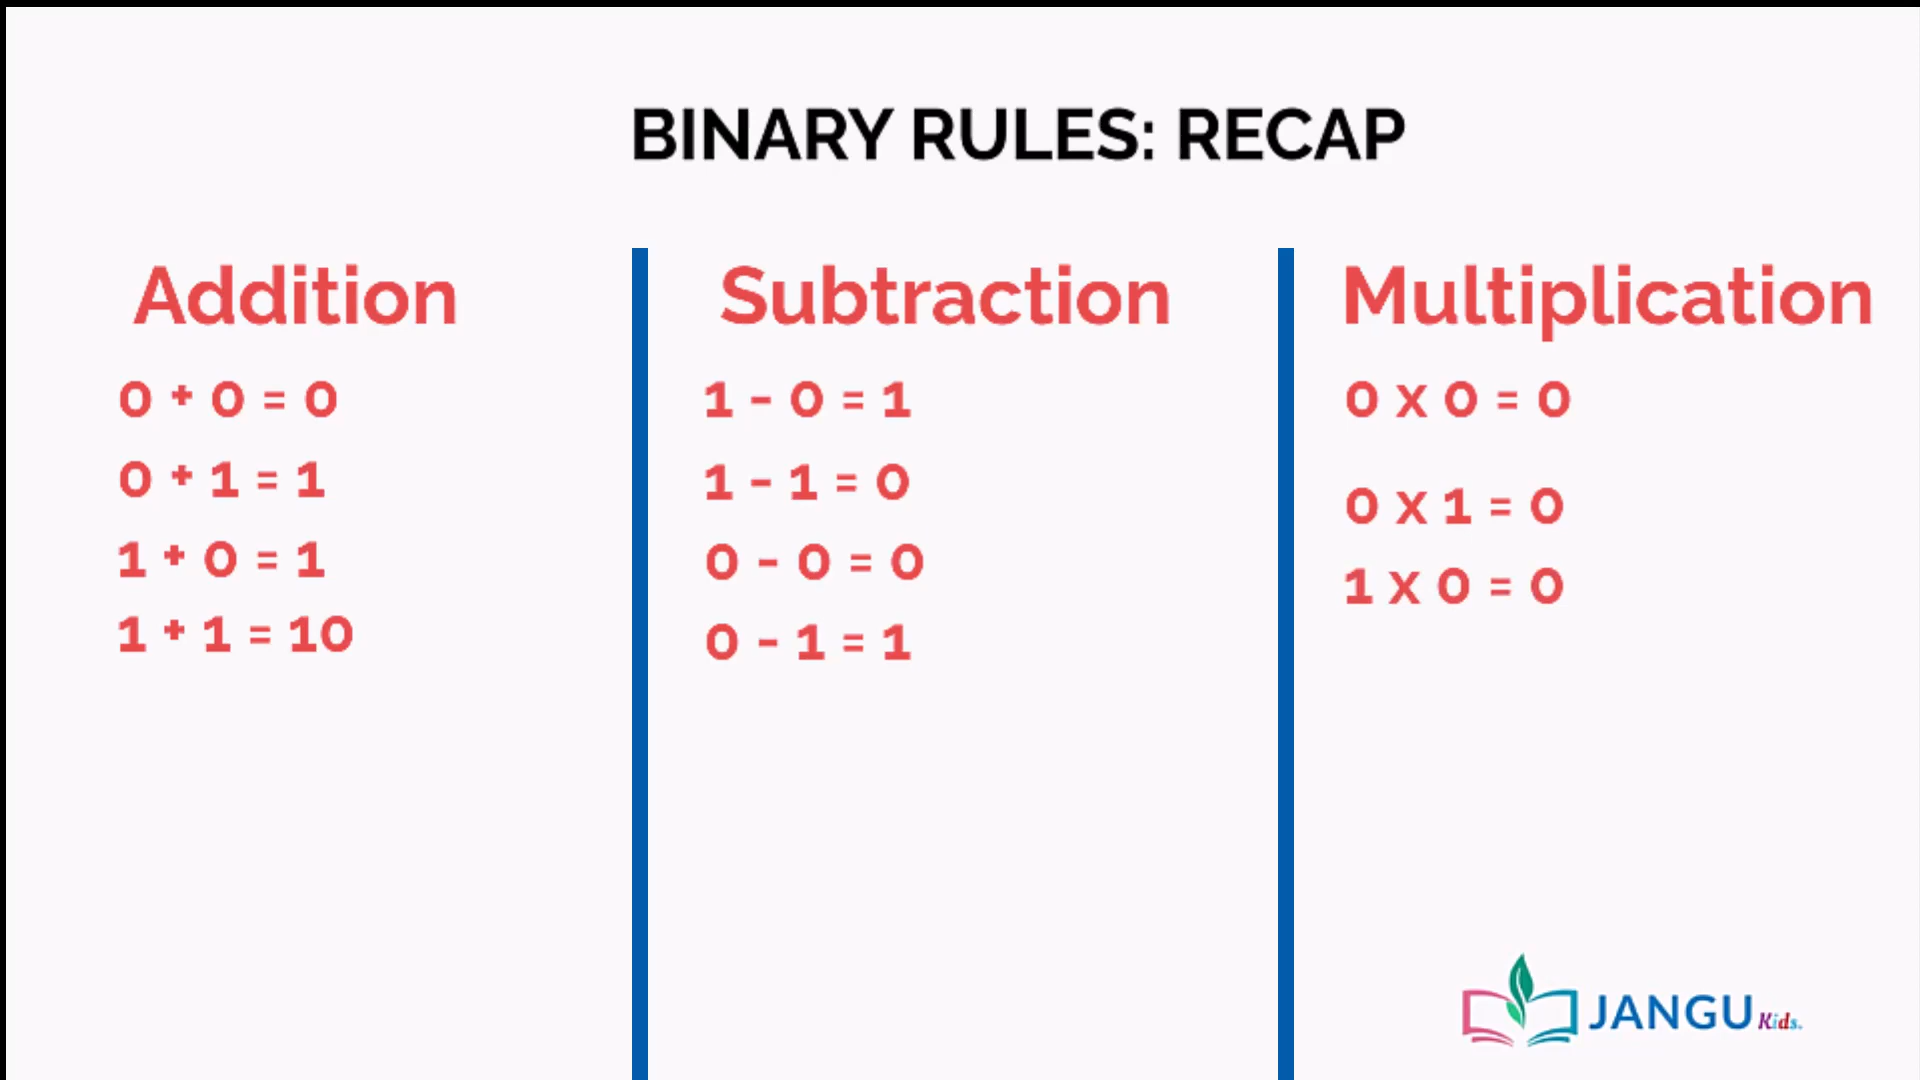 BINARY RULES: RECAP
Addition
0 + 0 = 0
0 + 1 = 1
1 + 0 = 1
1 + 1 = 10
Subtraction
1 - 0 = 1
1 - 1 = 0
0 - 0 = 0
0 - 1 = 1
Multiplication
0 x 0 = 0
0 x 1 = 0
1 x 0 = 0
JANGU Kids.